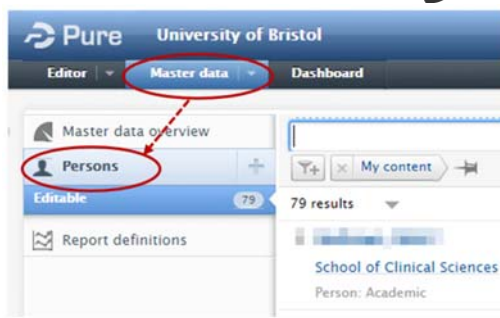 Pure University of Bristol
Editor Master data Dashboard
Master data overview
Persons
Editable 79
Report definitions
My content
79 results
School of Clinical Sciences
Person: Academic